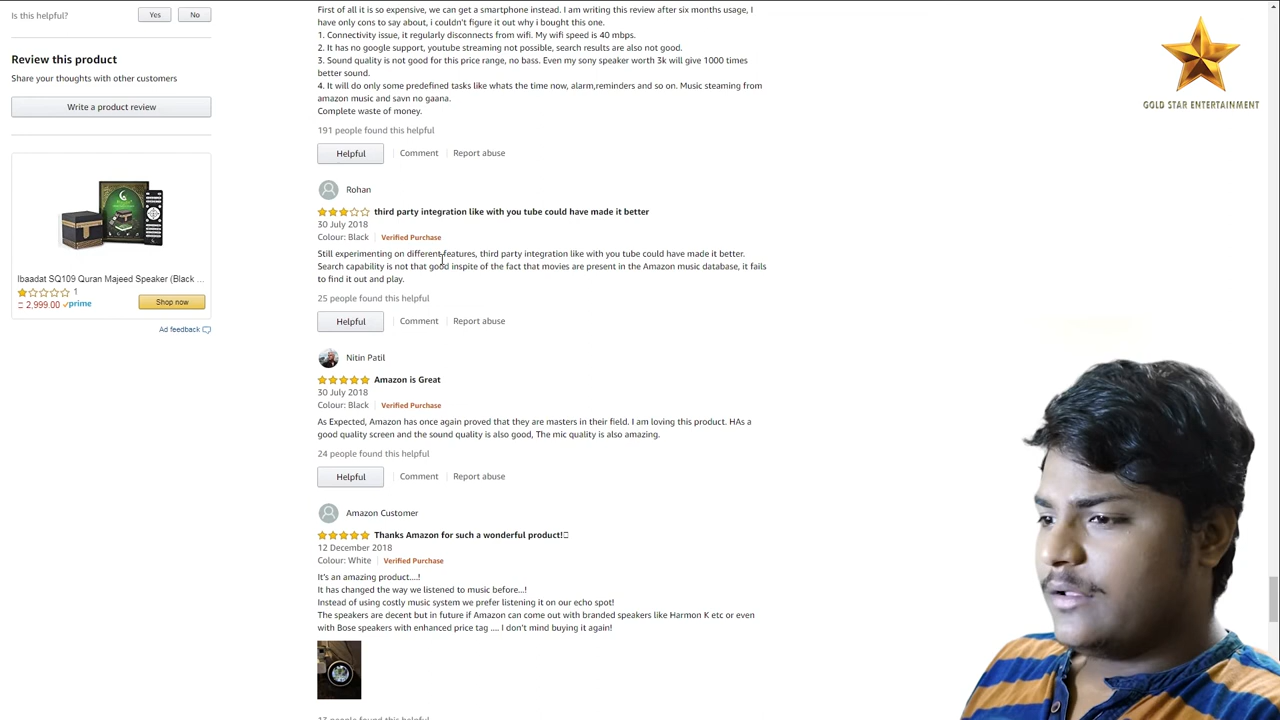 Is this helpful?
Yes
No
Review this product
Share your thoughts with other customers
Write a product review
Ibaadat SQ109 Quran Majeed Speaker (Black ...
1
2,999.00 prime
Shop now
Ad feedback
First of all it is so expensive, we can get a smartphone instead. I am writing this review after six months usage, I
have only cons to say about, i couldn't figure it out why i bought this one.
1. Connectivity issue, it regularly disconnects from wifi. My wifi speed is 40 mbps.
2. It has no google support, youtube streaming not possible, search results are also not good.
3. Sound quality is not good for this price range, no bass. Even my sony speaker worth 3k will give 1000 times
better sound.
4. It will do only some predefined tasks like whats the time now, alarm,reminders and so on. Music steaming from
amazon music and savn no gaana.
Complete waste of money.
191 people found this helpful
Helpful
Comment
Report abuse
Rohan
third party integration like with you tube could have made it better
30 July 2018
Colour: Black
Verified Purchase
Still experimenting on different features, third party integration like with you tube could have made it better.
Search capability is not that good inspite of the fact that movies are present in the Amazon music database, it fails
to find it out and play.
25 people found this helpful
Helpful
Comment
Report abuse
Nitin Patil
Amazon is Great
30 July 2018
Colour: Black
Verified Purchase
As Expected, Amazon has once again proved that they are masters in their field. I am loving this product. HAs a
good quality screen and the sound quality is also good, The mic quality is also amazing.
24 people found this helpful
Helpful
Comment
Report abuse
Amazon Customer
Thanks Amazon for such a wonderful product!
12 December 2018
Colour: White
Verified Purchase
It's an amazing product....!
It has changed the way we listened to music before...!
Instead of using costly music system we prefer listening it on our echo spot!
The speakers are decent but in future if Amazon can come out with branded speakers like Harmon K etc or even
with Bose speakers with enhanced price tag .... I don't mind buying it again!
people found this helpful
GOLD STAR ENTERTAINMENT